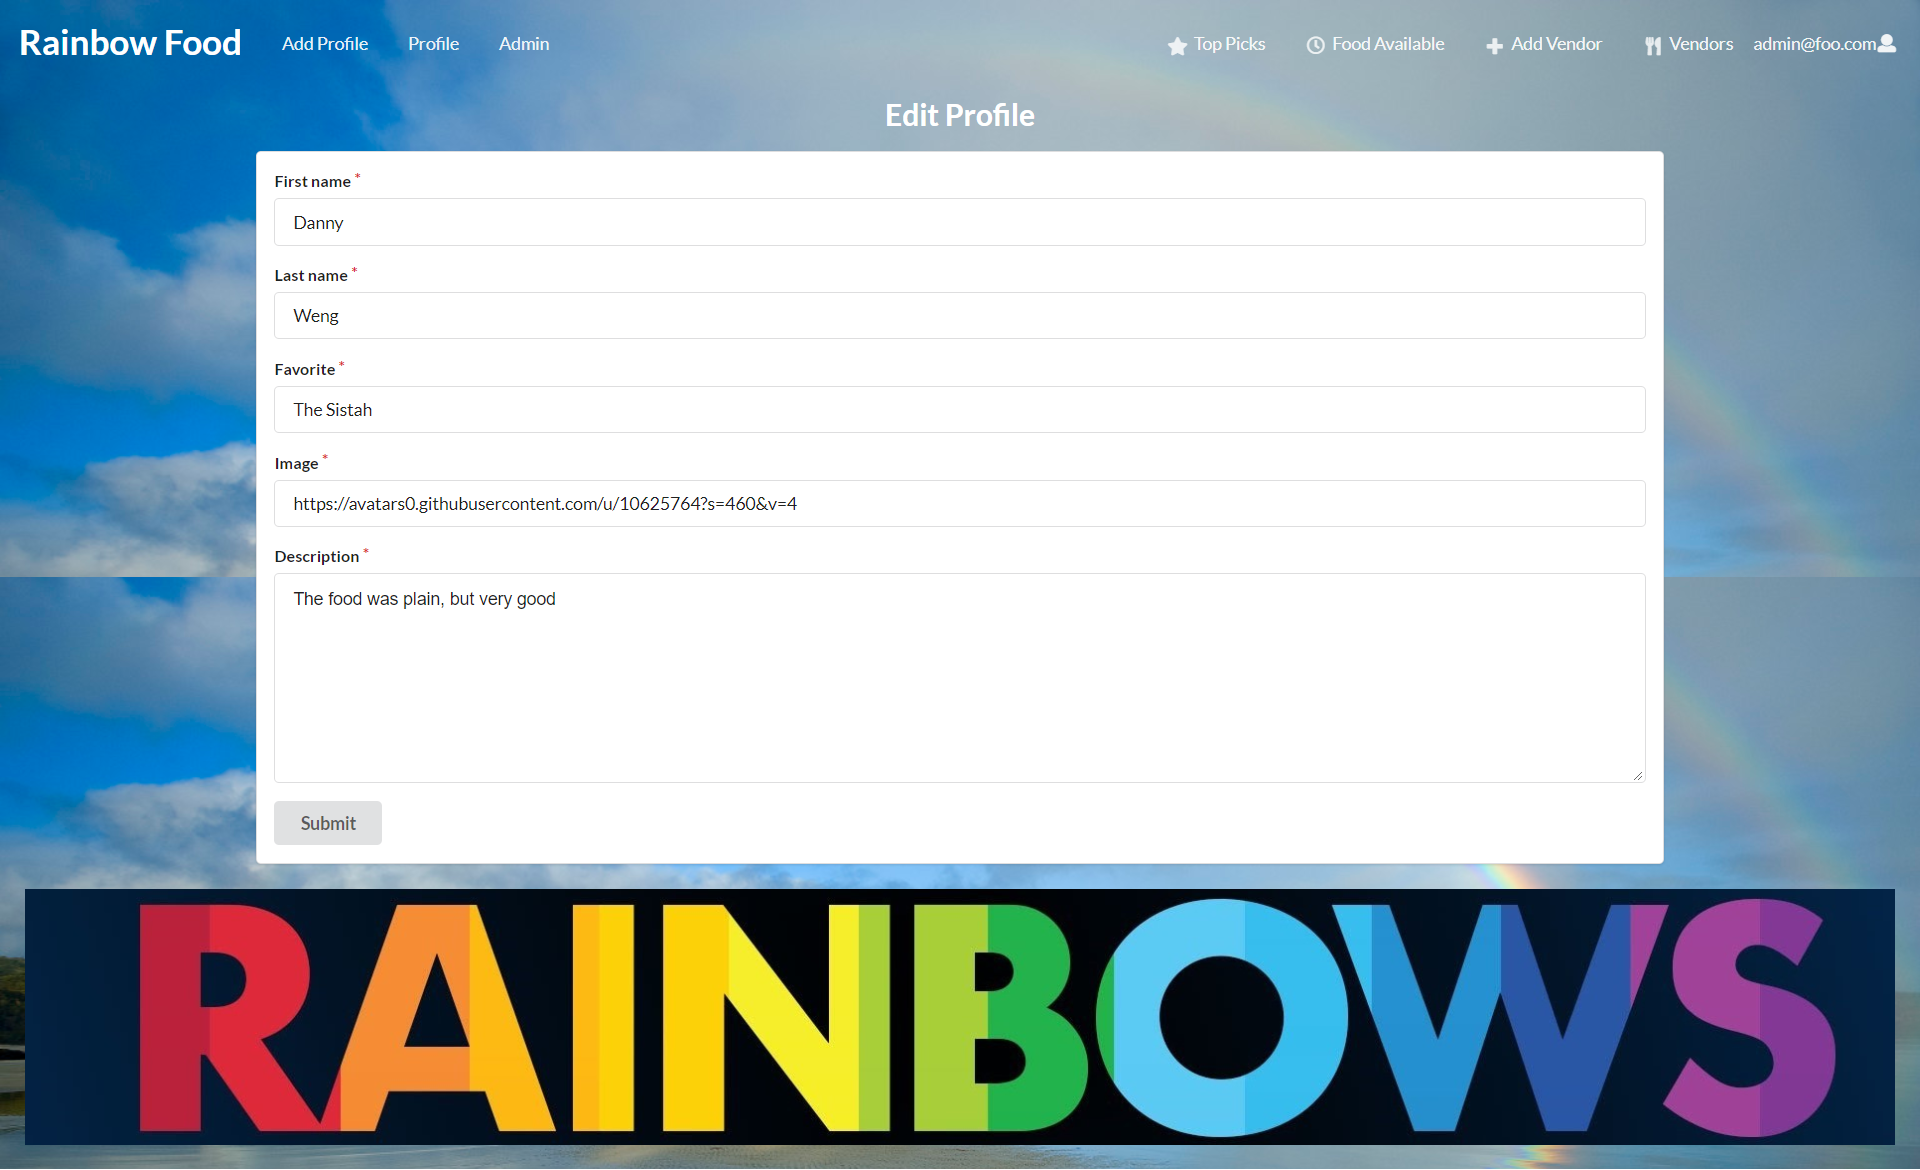 Rainbow Food Add Profile Profile Admin Top Picks Food Available Add Vendor Vendors admin@foo.com
Edit Profile
First name *
Danny
Last name *
Weng
Favorite *
The Sistah
Image *
https://avatars0.githubusercontent.com/u/10625764?s=460&v=4
Description *
The food was plain, but very good
Submit
RAINBOWS